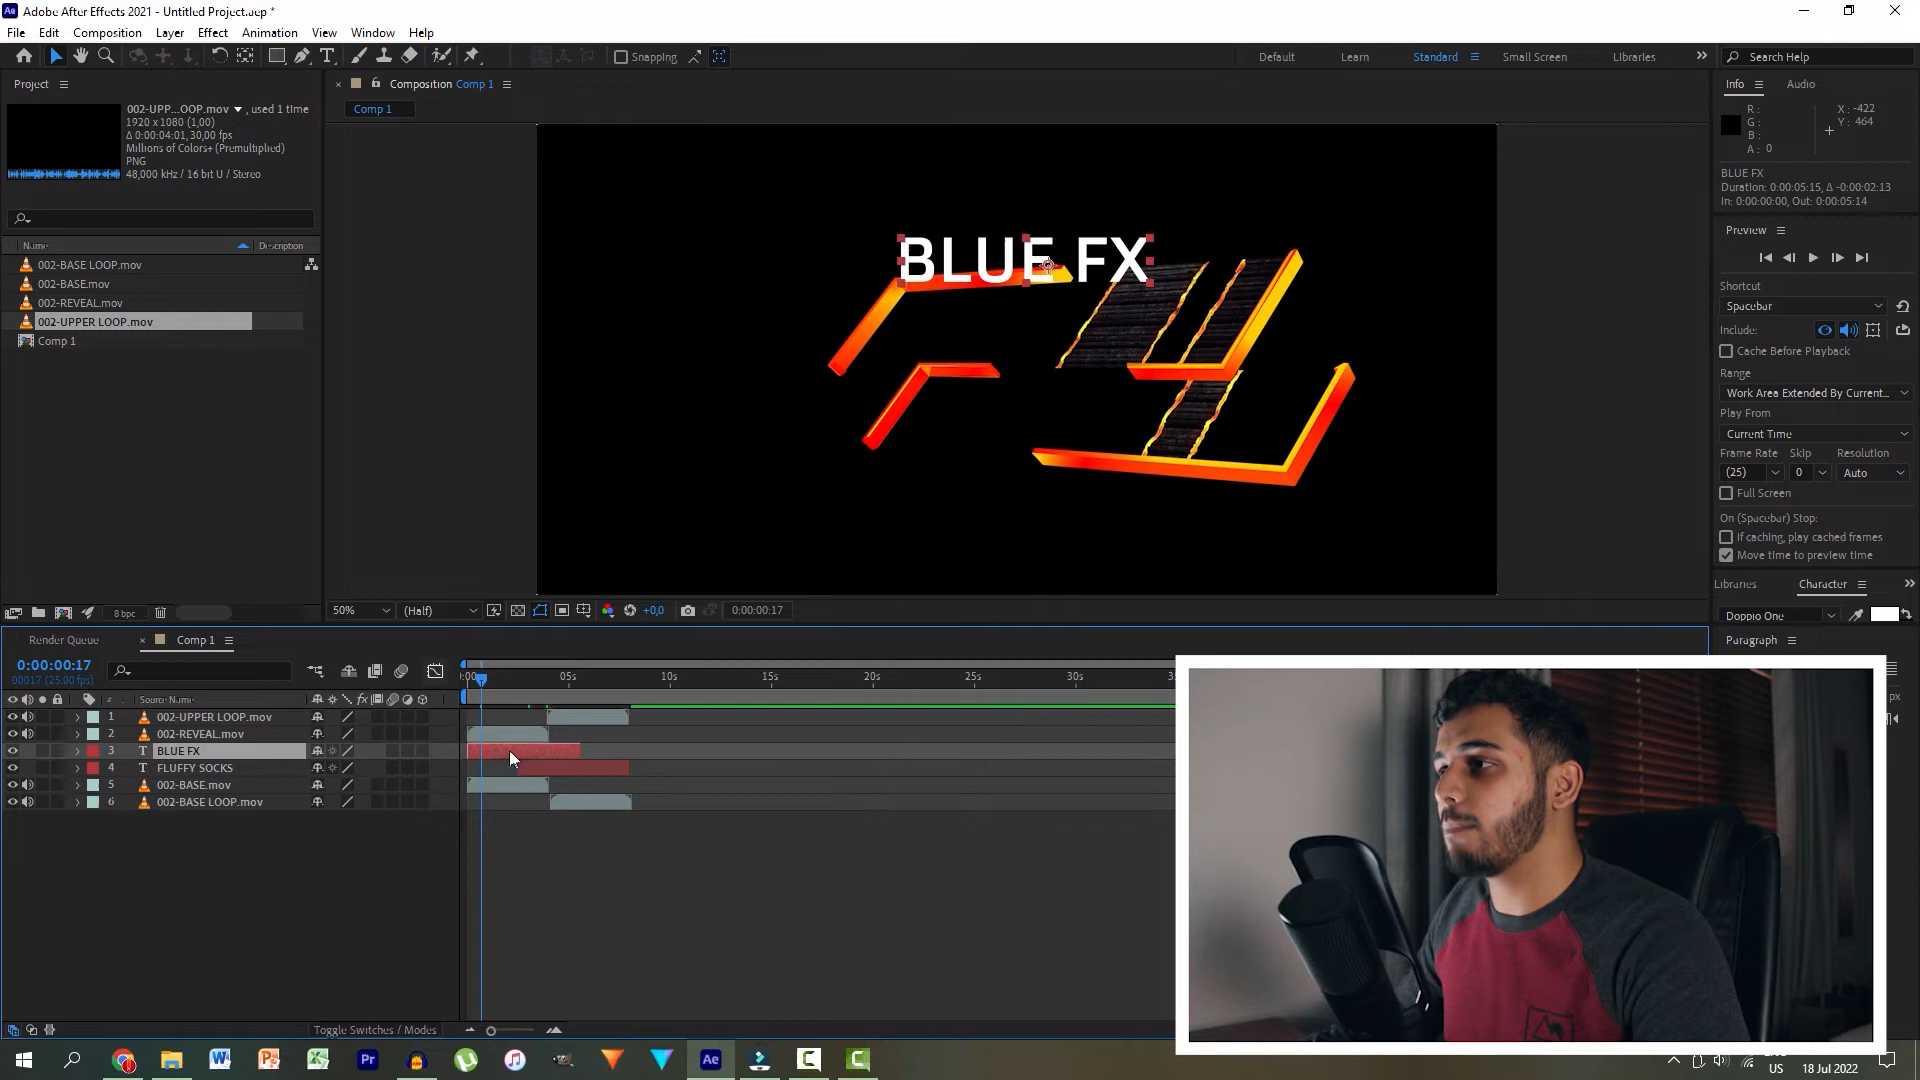 Adobe After Effects 2021 - Untitled Project.aep *
File Edit Composition Layer Effect Animation View Window Help
Snapping
Default Learn Standard Small Screen Libraries
Search Help
Project
002-UPP...OOP.mov , used 1 time
1920 x 1080 (1,00)
Δ 0:00:04:01, 30,00 fps
Millions of Colors+ (Premultiplied)
PNG
48,000 kHz / 16 bit U / Stereo
Name Description
002-BASE LOOP.mov
002-BASE.mov
002-REVEAL.mov
002-UPPER LOOP.mov
Comp 1
8 bpc
Composition Comp 1
Comp 1
BLUE FX
50% (Half) +0,0 0:00:00:17
Info Audio
R :
G :
B :
A : 0
X : -422
Y : 464
BLUE FX
Duration: 0:00:05:15, Δ -0:00:02:13
In: 0:00:00:00, Out: 0:00:05:14
Preview
Shortcut
Spacebar
Include:
Cache Before Playback
Range
Work Area Extended By Current...
Play From
Current Time
Frame Rate Skip Resolution
(25) 0 Auto
Full Screen
On (Spacebar) Stop:
If caching, play cached frames
Move time to preview time
Libraries Character
Doppio One
Paragraph
px
Render Queue Comp 1
0:00:00:17
00017 (25.00 fps)
:00s 05s 10s 15s 20s 25s 30s
# Source Name
1 002-UPPER LOOP.mov
2 002-REVEAL.mov
3 T BLUE FX
4 T FLUFFY SOCKS
5 002-BASE.mov
6 002-BASE LOOP.mov
Toggle Switches / Modes
Pr
Ae
US
18 Jul 2022